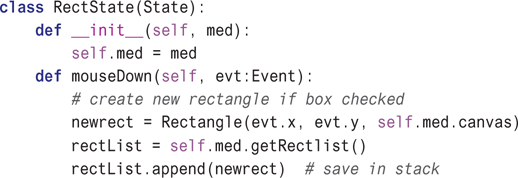 class RectState(State):
    def __init__(self, med):
        self.med = med
    def mouseDown(self, evt:Event):
        # create new rectangle if box checked
        newrect = Rectangle(evt.x, evt.y, self.med.canvas)
        rectList = self.med.getRectlist()
        rectList.append(newrect)  # save in stack